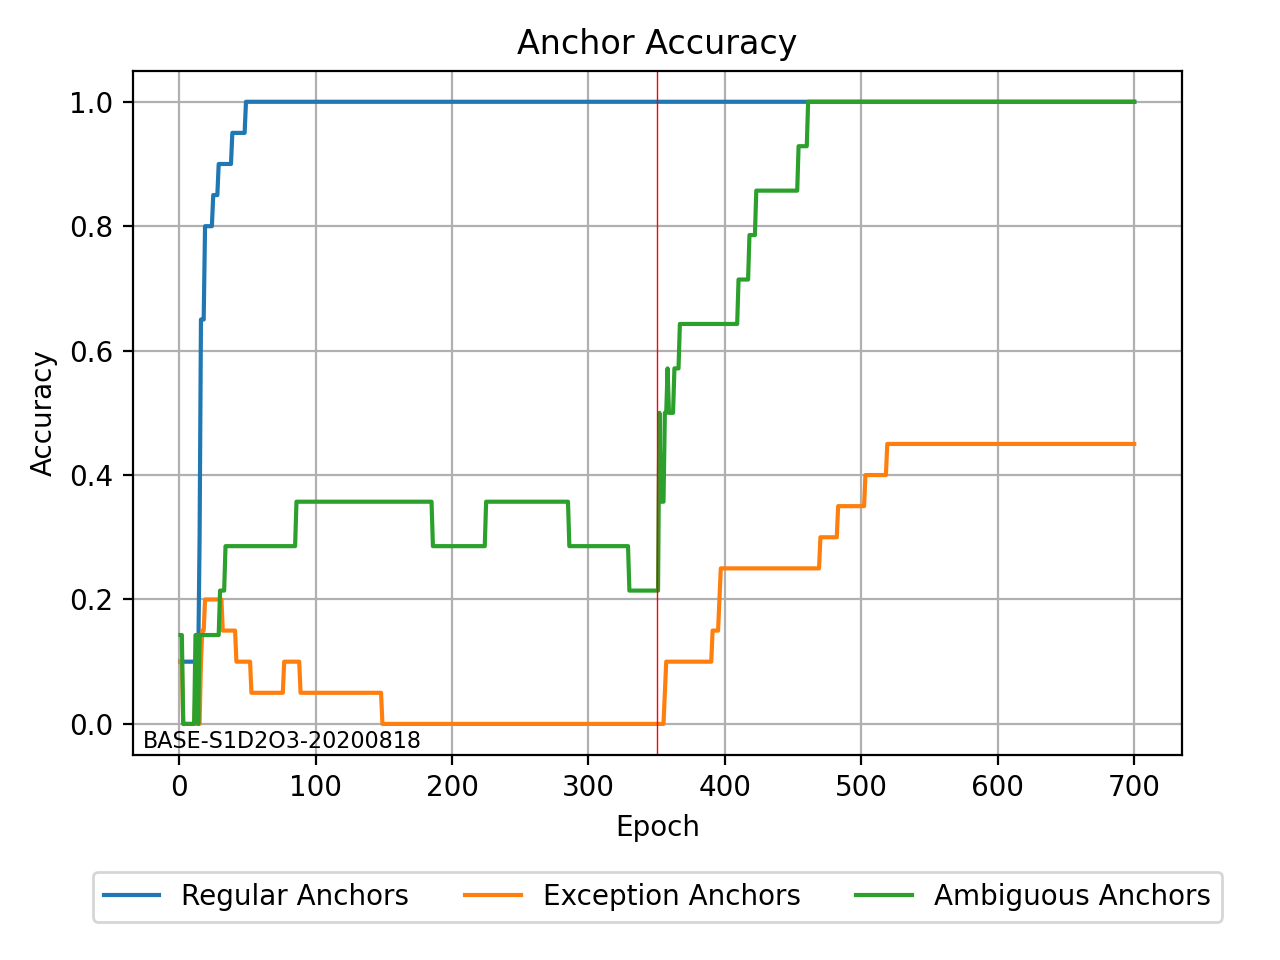 Anchor Accuracy
1.0
0.8
0.6
0.4
0.2
0.0
Accuracy
BASE-S1D2O3-20200818
0 100 200 300 400 500 600 700
Epoch
Regular Anchors Exception Anchors Ambiguous Anchors